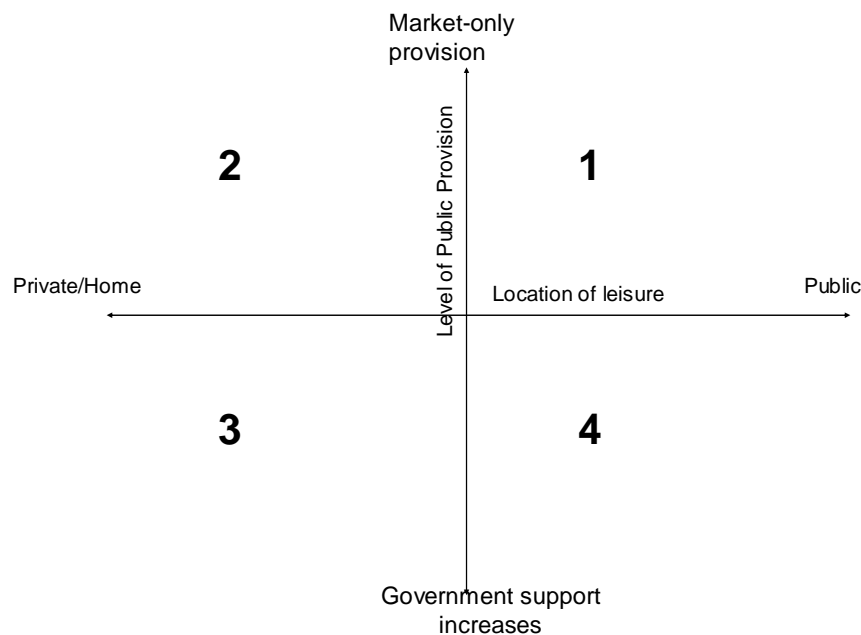 Market-only
provision
Level of Public Provision
2
1
Private/Home
Location of leisure
Public
3
4
Government support
increases